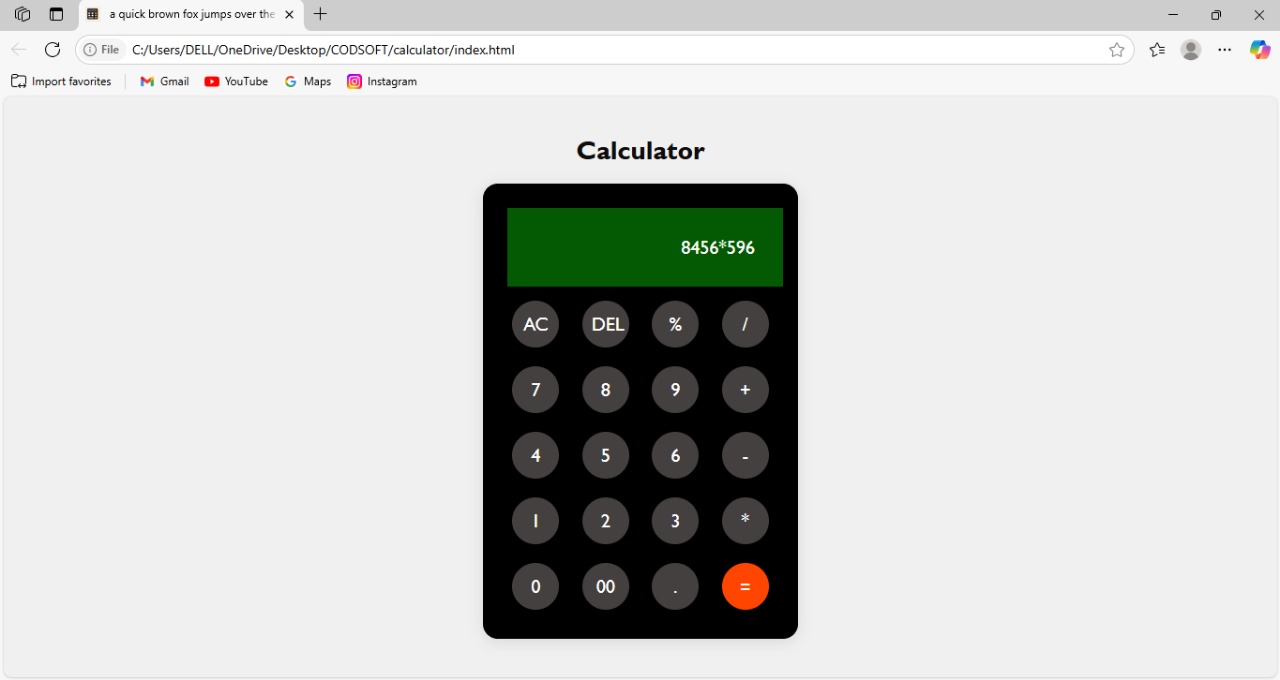 a quick brown fox jumps over the
File C:/Users/DELL/OneDrive/Desktop/CODSOFT/calculator/index.html
Import favorites Gmail YouTube Maps Instagram
Calculator
8456*596
AC DEL % /
7 8 9 +
4 5 6 -
1 2 3 *
0 00 . =